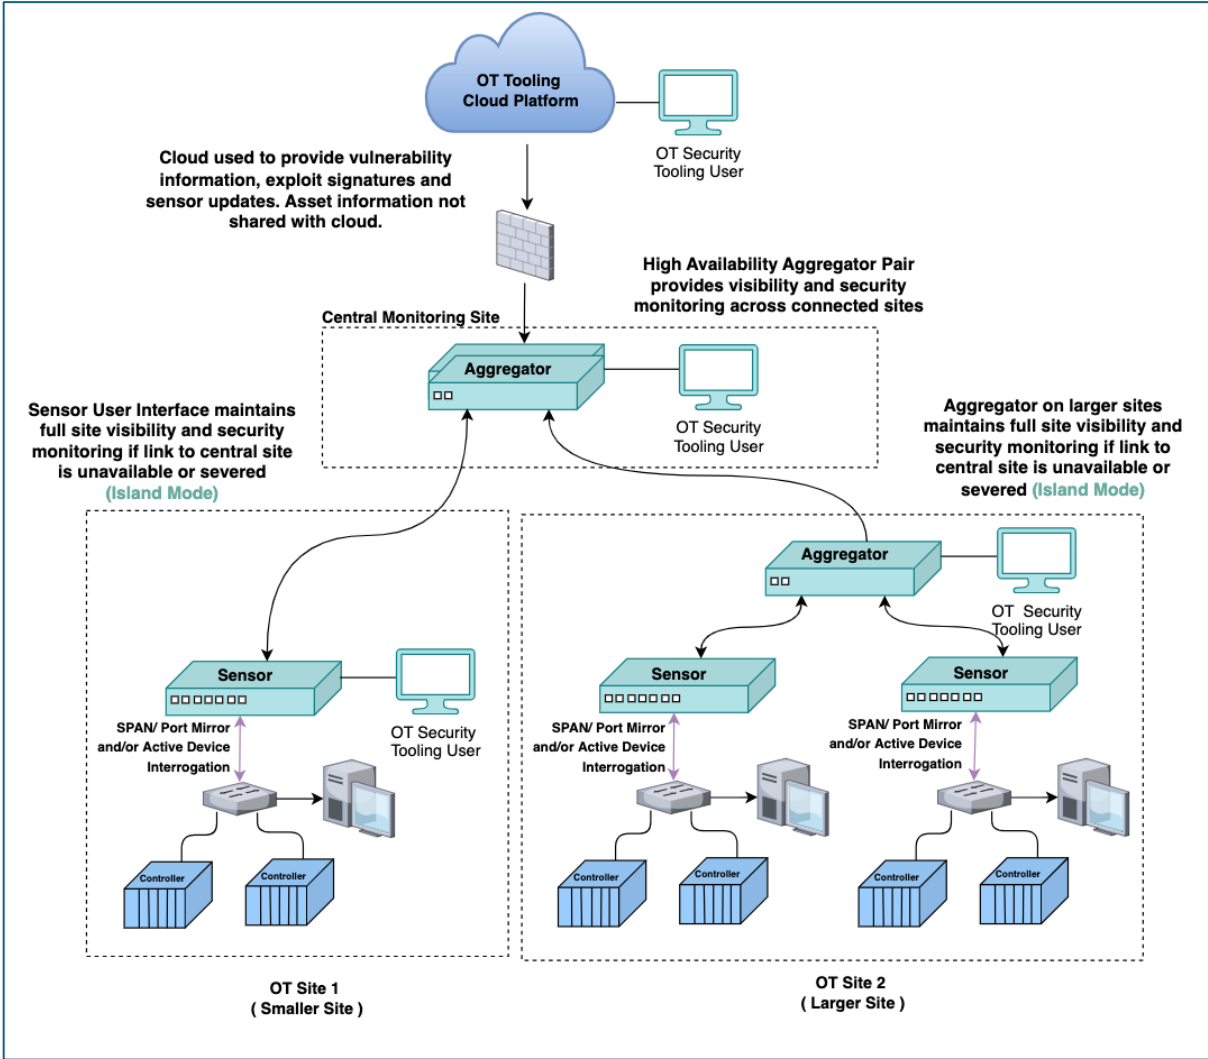 OT Tooling
Cloud Platform
OT Security
Tooling User
Cloud used to provide vulnerability
information, exploit signatures and
sensor updates. Asset information not
shared with cloud.
High Availability Aggregator Pair
provides visibility and security
monitoring across connected sites
Central Monitoring Site
Aggregator
OT Security
Tooling User
Sensor User Interface maintains
full site visibility and security
monitoring if link to central site
is unavailable or severed
(Island Mode)
Aggregator on larger sites
maintains full site visibility and
security monitoring if link to
central site is unavailable or
severed (Island Mode)
Aggregator
OT Security
Tooling User
Sensor
OT Security
Tooling User
SPAN/ Port Mirror
and/or Active Device
Interrogation
Controller
Controller
Sensor
SPAN/ Port Mirror
and/or Active Device
Interrogation
Controller
Controller
Sensor
SPAN/ Port Mirror
and/or Active Device
Interrogation
Controller
Controller
OT Site 1
( Smaller Site )
OT Site 2
( Larger Site )